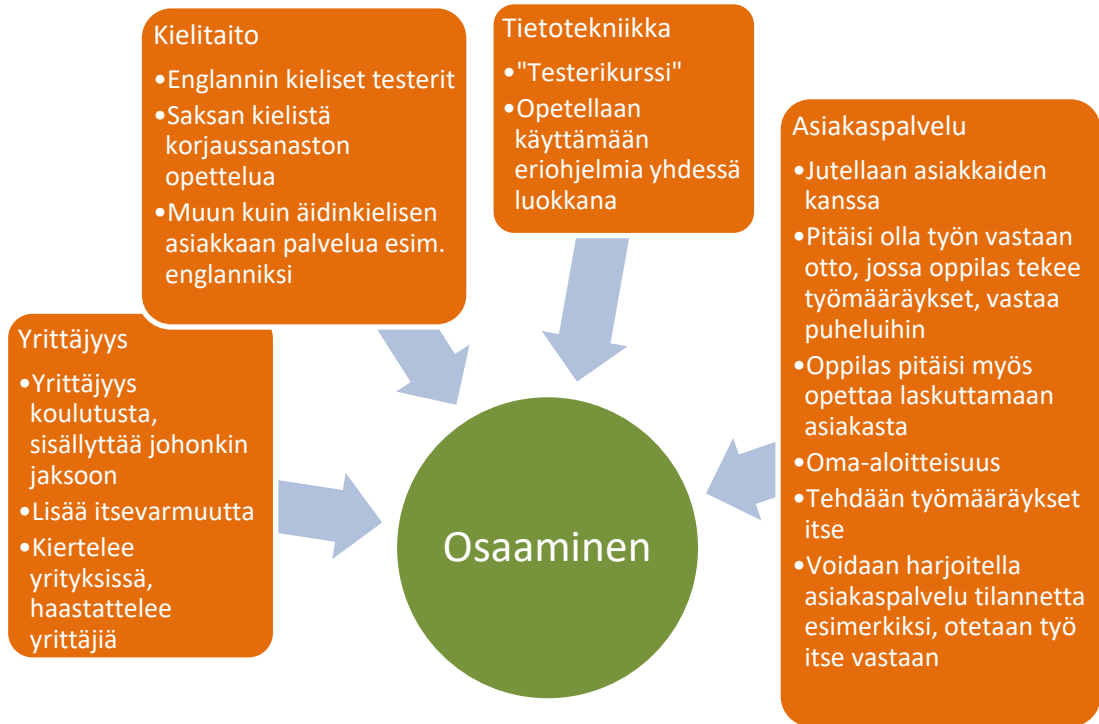 Kielitaito
•Englannin kieliset testerit
•Saksan kielistä
korjaussanaston
opettelua
•Muun kuin äidinkielisen
asiakkaan palvelua esim.
englanniksi
Tietotekniikka
•"Testerikurssi"
•Opetellaan
käyttämään
eriohjelmia yhdessä
luokkana
Asiakaspalvelu
•Jutellaan asiakkaiden
kanssa
•Pitäisi olla työn vastaan
otto, jossa oppilas tekee
työmääräykset, vastaa
puheluihin
•Oppilas pitäisi myös
opettaa laskuttamaan
asiakasta
•Oma-aloitteisuus
•Tehdään työmääräykset
itse
•Voidaan harjoitella
asiakaspalvelu tilannetta
esimerkiksi, otetaan työ
itse vastaan
Yrittäjyys
•Yrittäjyys
koulutusta,
sisällyttää johonkin
jaksoon
•Lisää itsevarmuutta
•Kiertelee
yrityksissä,
haastattelee
yrittäjiä
Osaaminen